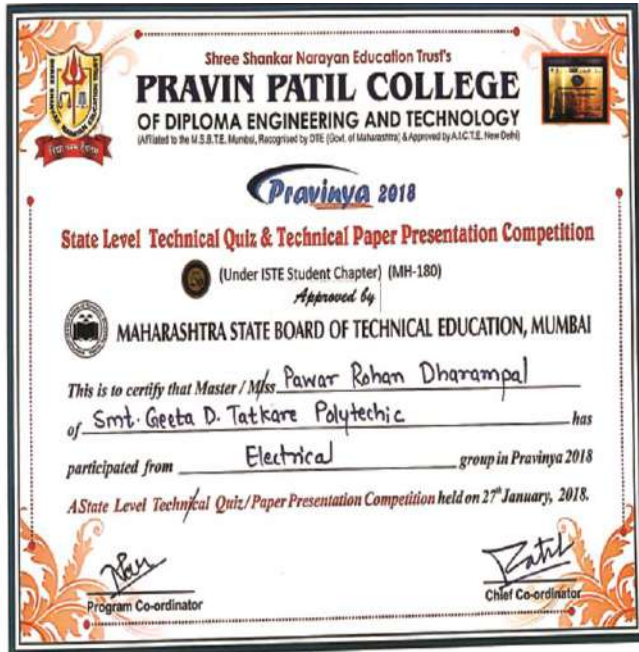 Shree Shankar Narayan Education Trust's
PRAVIN PATIL COLLEGE
OF DIPLOMA ENGINEERING AND TECHNOLOGY
(Affiliated to the M.S.B.T.E. Mumbai, Recognised by DTE (Govt. of Maharashtra) & Approved by A.I.C.T.E. New Delhi)
Pravinya 2018
State Level Technical Quiz & Technical Paper Presentation Competition
(Under ISTE Student Chapter) (MH-180)
Approved by
MAHARASHTRA STATE BOARD OF TECHNICAL EDUCATION, MUMBAI
This is to certify that Master / Miss Pawar Rohan Dharampal
of Smt. Geeta D. Tatkare Polytechic has
participated from Electrical group in Pravinya 2018
A State Level Technical Quiz / Paper Presentation Competition held on 27th January, 2018.
Patil
Program Co-ordinator
Chief Co-ordinator